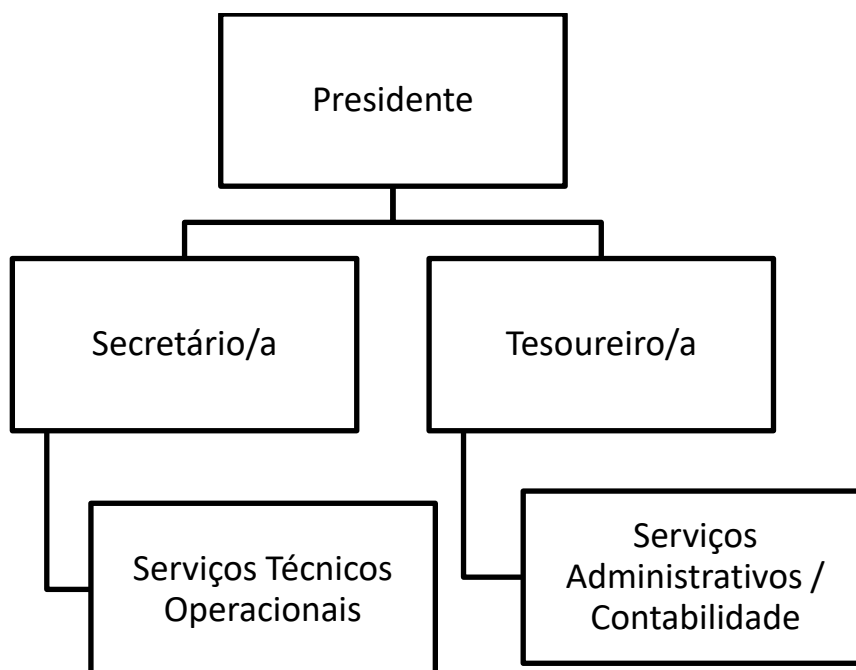 Presidente
Secretário/a
Tesoureiro/a
Serviços Técnicos
Operacionais
Serviços
Administrativos /
Contabilidade